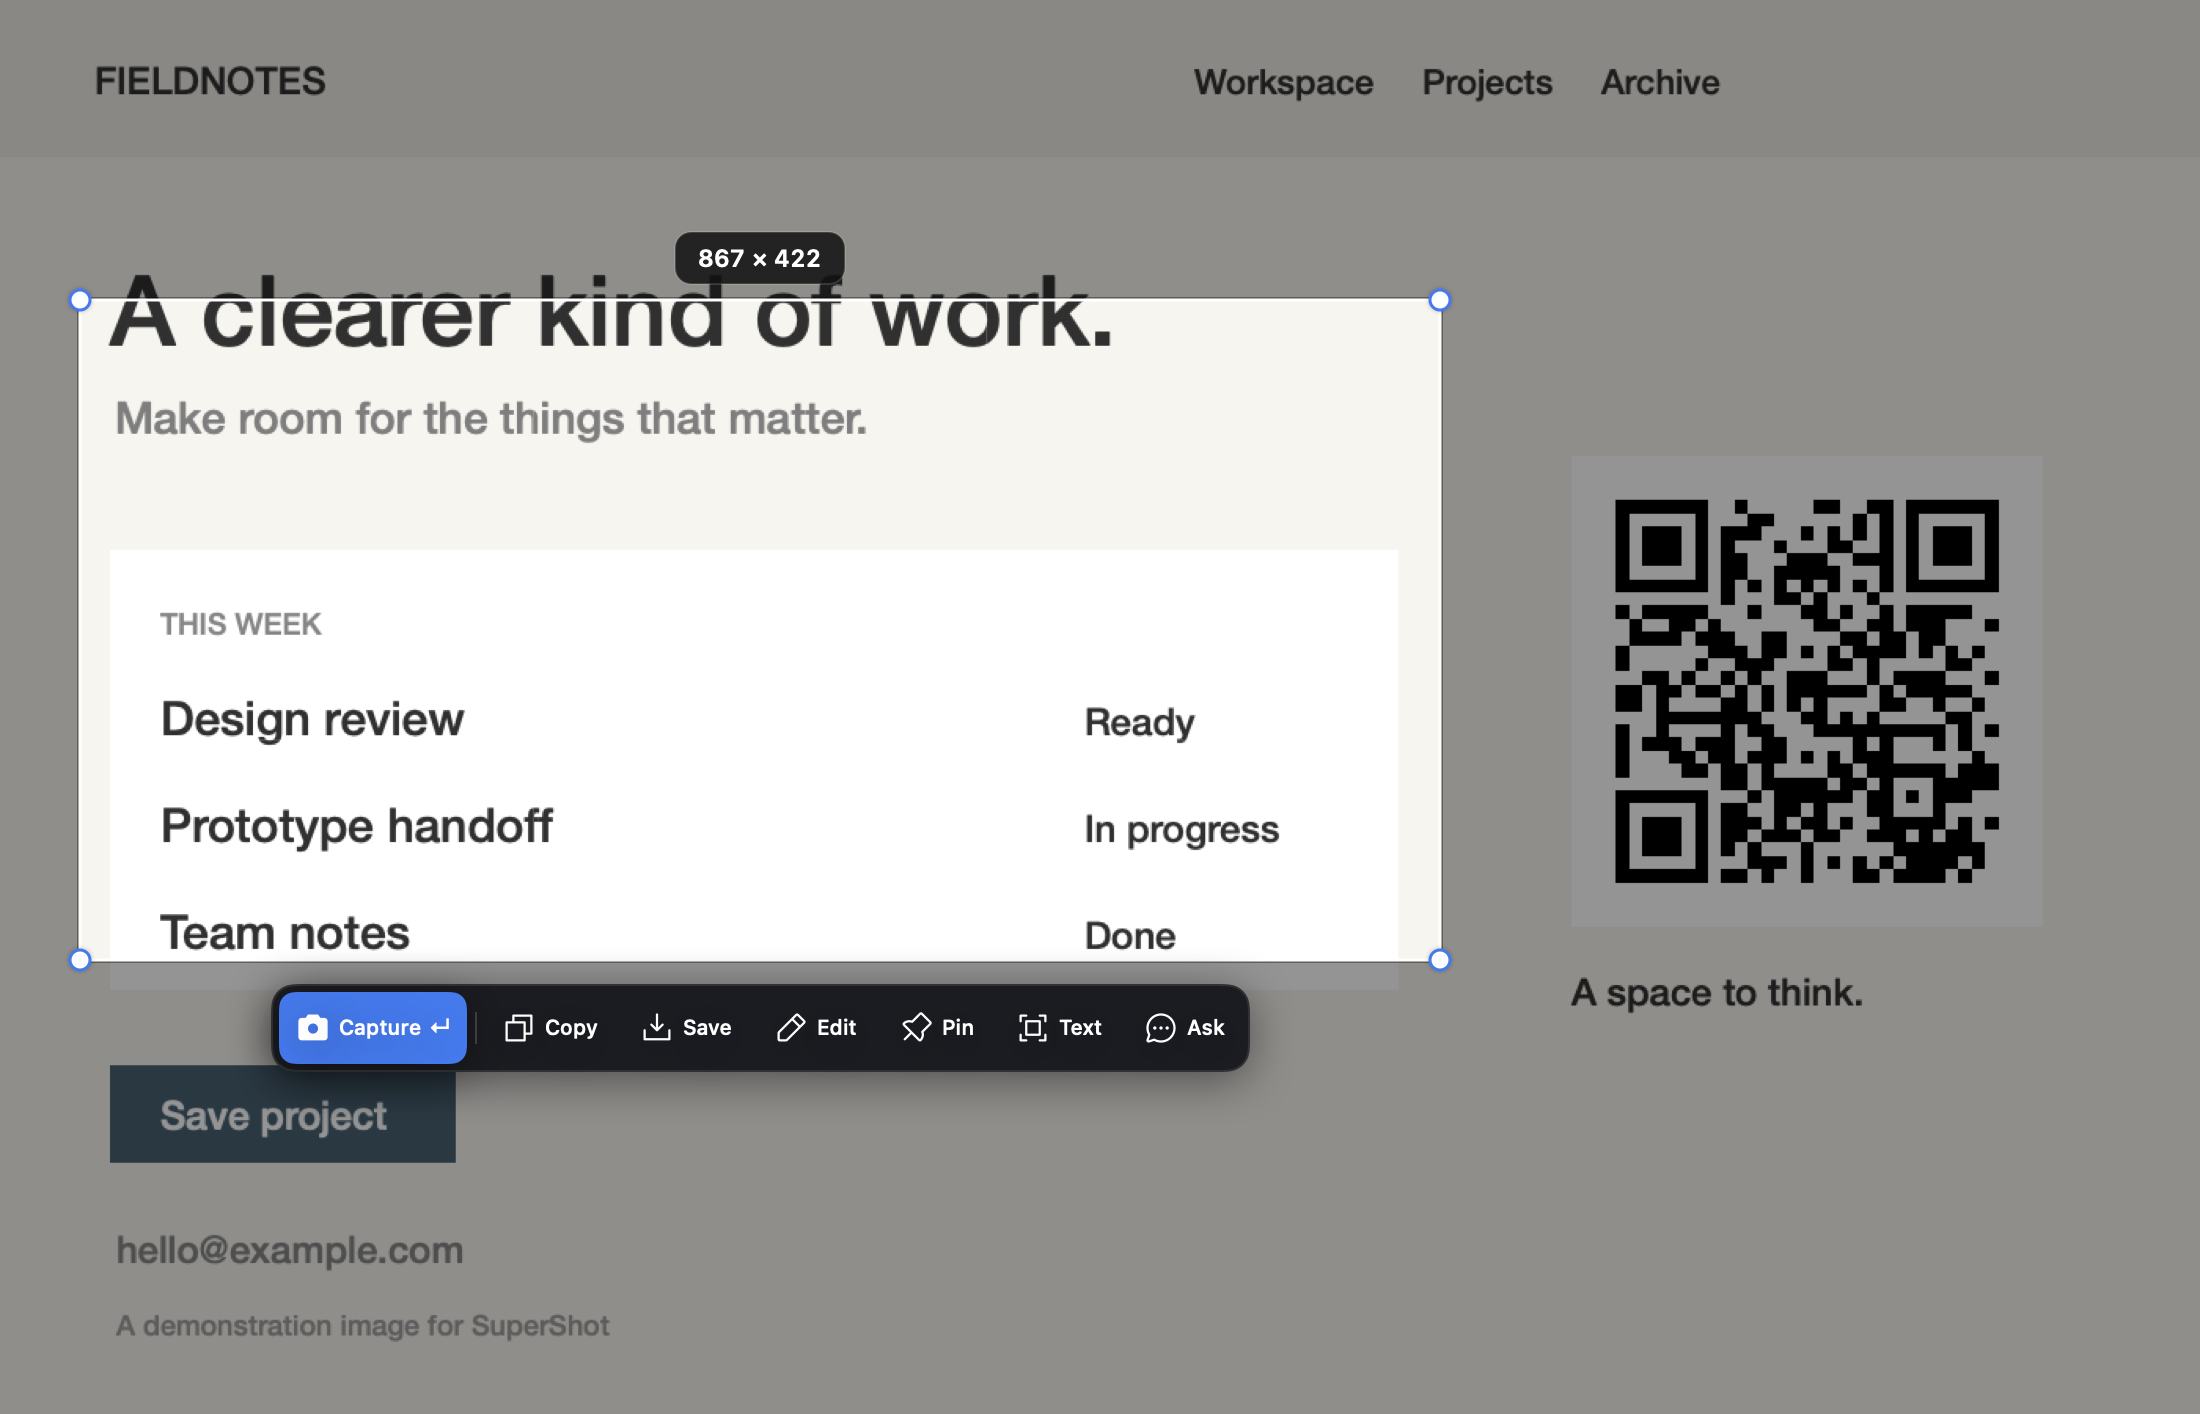 FIELDNOTES
Workspace Projects Archive
867 × 422
A clearer kind of work.
Make room for the things that matter.
THIS WEEK
Design review Ready
Prototype handoff In progress
Team notes Done
A space to think.
Capture Copy Save Edit Pin Text Ask
Save project
hello@example.com
A demonstration image for SuperShot